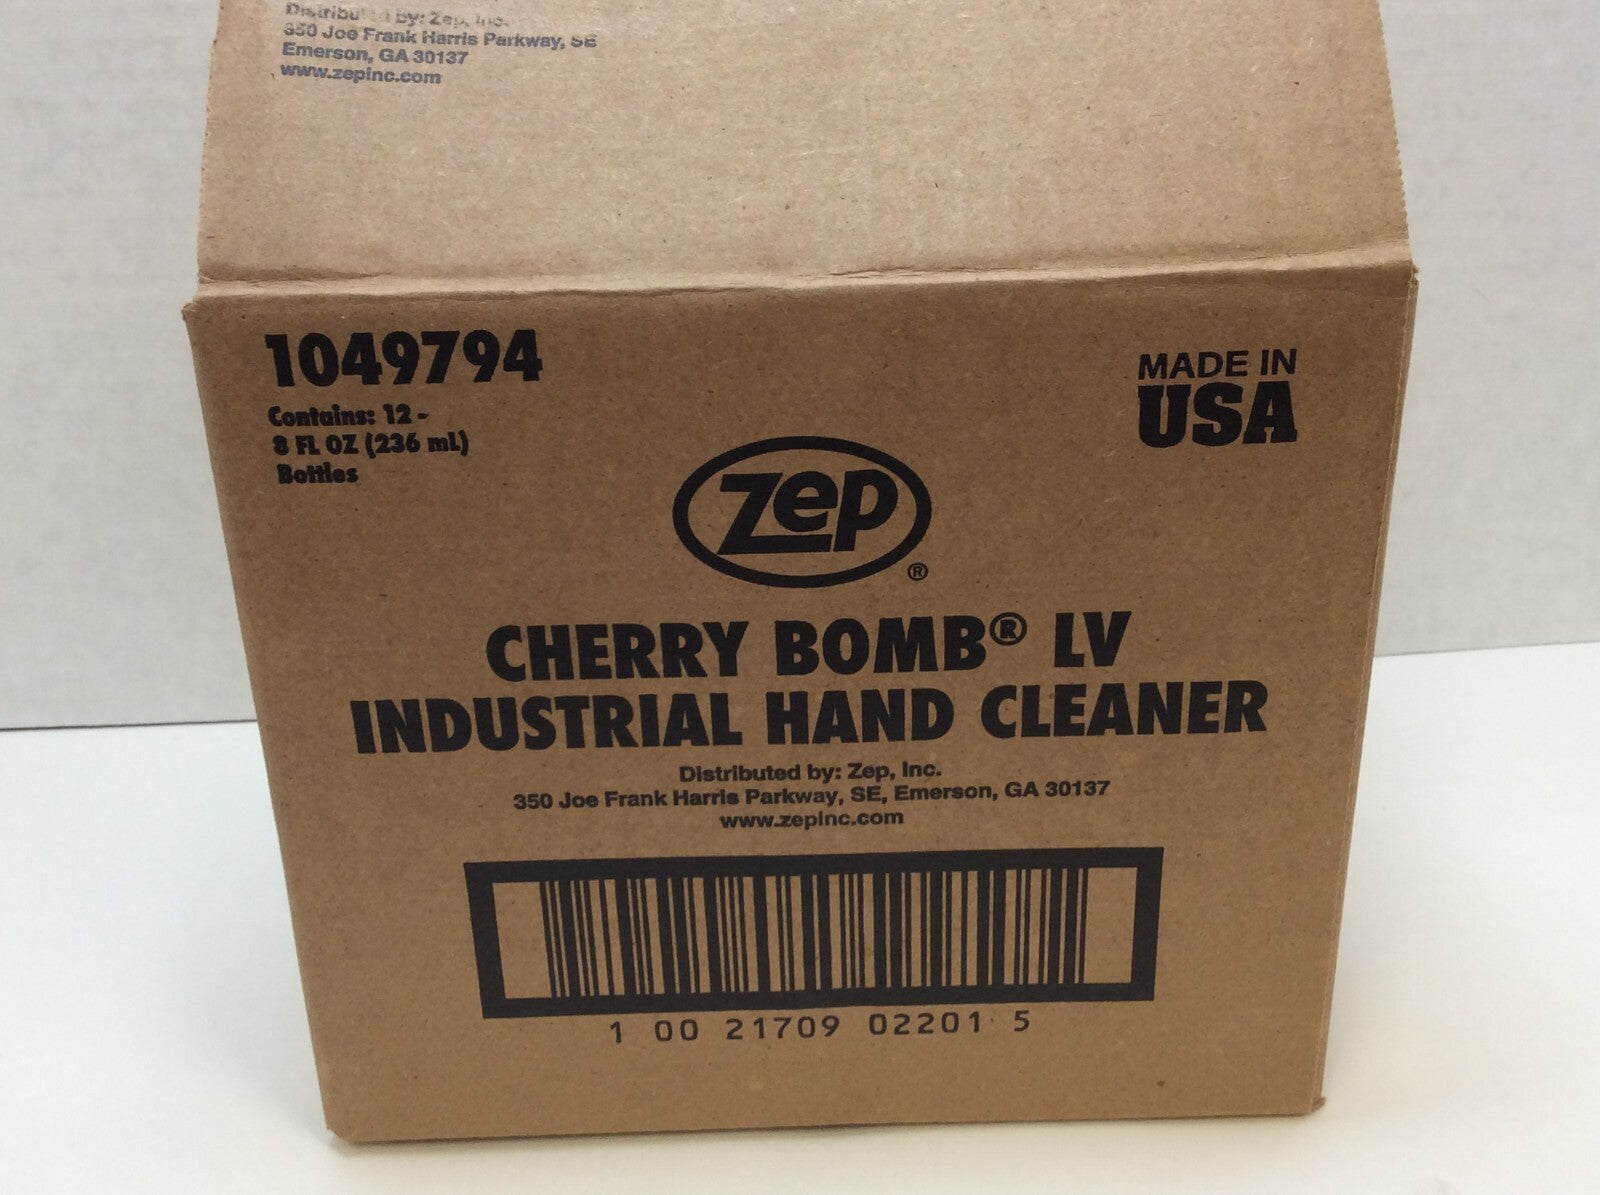 Distributed By: Zep, Inc.
350 Joe Frank Harris Parkway, SE
Emerson, GA 30137
www.zepinc.com
1049794
Contains: 12 -
8 FL OZ (236 mL)
Bottles
MADE IN
USA
Zep
®
CHERRY BOMB® LV
INDUSTRIAL HAND CLEANER
Distributed by: Zep, Inc.
350 Joe Frank Harris Parkway, SE, Emerson, GA 30137
www.zepinc.com
1 00 21709 02201 5